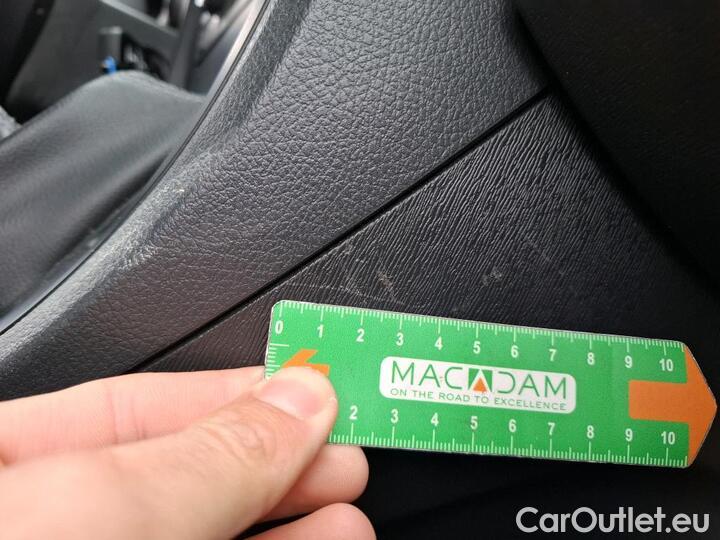 0 1 2 3 4 5 6 7 8 9 10
MACADAM
ON THE ROAD TO EXCELLENCE
2 3 4 5 6 7 8 9 10
CarOutlet.eu